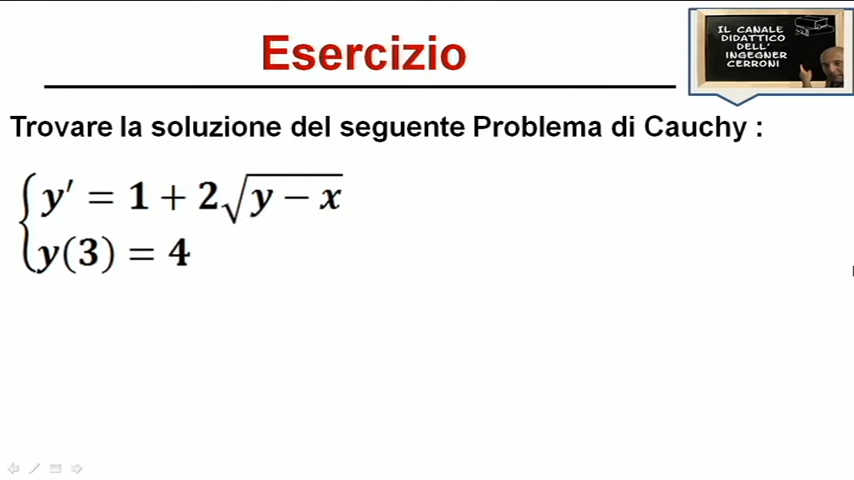 Esercizio
IL CANALE
DIDATTICO
DELL'
INGEGNER
CERRONI
Trovare la soluzione del seguente Problema di Cauchy :
y′ = 1 + 2√(y − x)
y(3) = 4